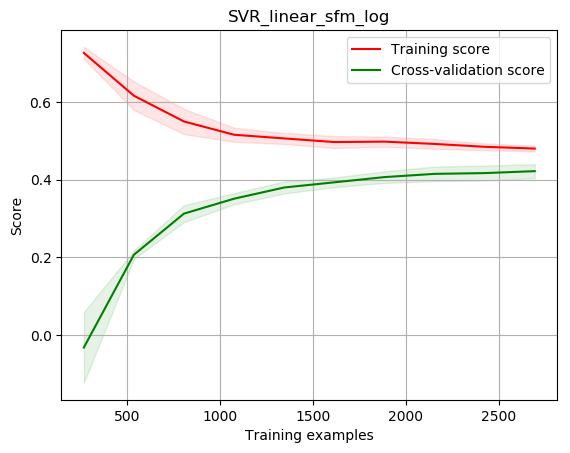 SVR_linear_sfm_log
Training score
Cross-validation score
Score
0.6
0.4
0.2
0.0
500
1000
1500
2000
2500
Training examples